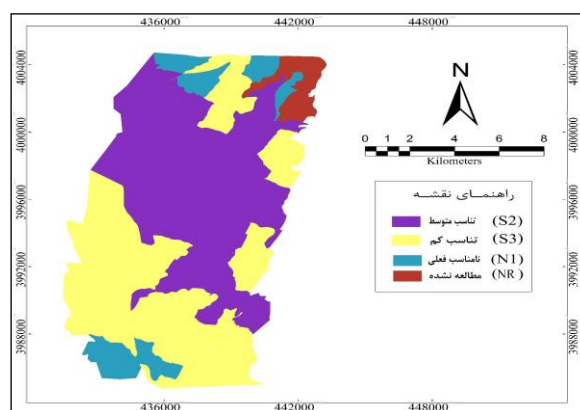 436000 442000 448000
N
4004000 4004000
4000000 4000000
0 1 2 4 6 8
Kilometers
3996000 3996000
راهنمای نقشه
تناسب متوسط (S2)
تناسب کم (S3)
نامناسب فعلی (N1)
مطالعه نشده (NR)
3992000 3992000
3988000 3988000
436000 442000 448000